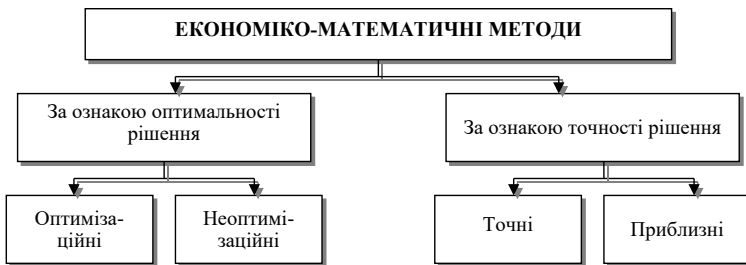 ЕКОНОМІКО-МАТЕМАТИЧНІ МЕТОДИ
За ознакою оптимальності
рішення
За ознакою точності рішення
Оптиміза-
ційні
Неоптимі-
заційні
Точні
Приблизні